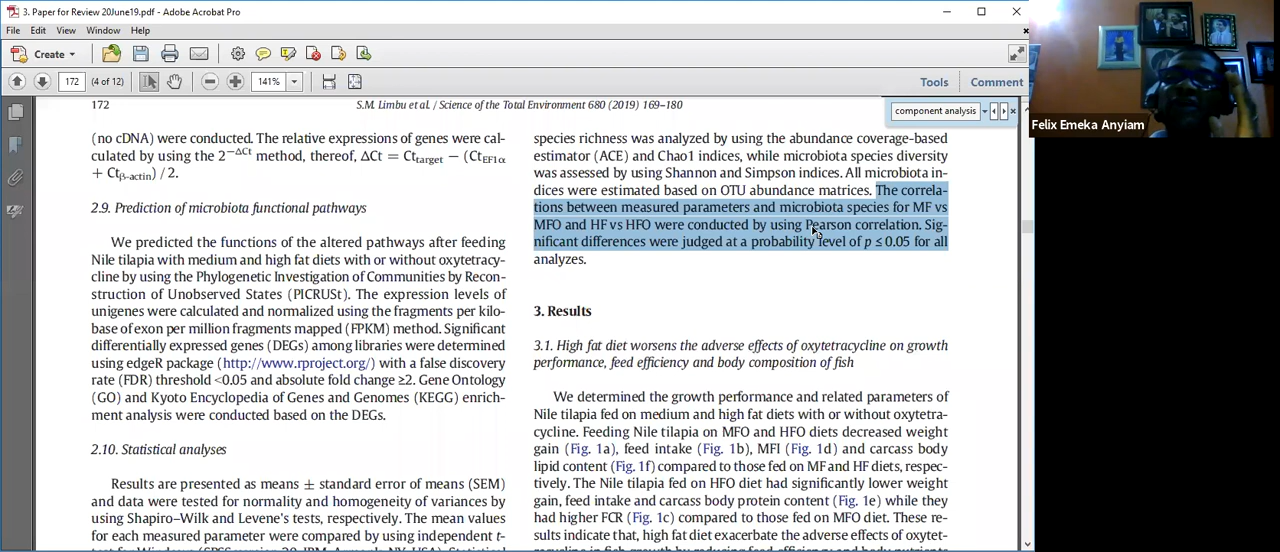 3. Paper for Review 20June19.pdf - Adobe Acrobat Pro
File Edit View Window Help
Create
172 (4 of 12) 141% Tools Comment
component analysis
172
S.M. Limbu et al. / Science of the Total Environment 680 (2019) 169–180
(no cDNA) were conducted. The relative expressions of genes were cal-
culated by using the 2−ΔCt method, thereof, ΔCt = Cttarget − (CtEF1α
+ Ctβ-actin) / 2.
2.9. Prediction of microbiota functional pathways
We predicted the functions of the altered pathways after feeding
Nile tilapia with medium and high fat diets with or without oxytetracy-
cline by using the Phylogenetic Investigation of Communities by Recon-
struction of Unobserved States (PICRUSt). The expression levels of
unigenes were calculated and normalized using the fragments per kilo-
base of exon per million fragments mapped (FPKM) method. Significant
differentially expressed genes (DEGs) among libraries were determined
using edgeR package (http://www.rproject.org/) with a false discovery
rate (FDR) threshold <0.05 and absolute fold change ≥2. Gene Ontology
(GO) and Kyoto Encyclopedia of Genes and Genomes (KEGG) enrich-
ment analysis were conducted based on the DEGs.
2.10. Statistical analyses
Results are presented as means ± standard error of means (SEM)
and data were tested for normality and homogeneity of variances by
using Shapiro–Wilk and Levene's tests, respectively. The mean values
for each measured parameter were compared by using independent t-
species richness was analyzed by using the abundance coverage-based
estimator (ACE) and Chao1 indices, while microbiota species diversity
was assessed by using Shannon and Simpson indices. All microbiota in-
dices were estimated based on OTU abundance matrices. The correla-
tions between measured parameters and microbiota species for MF vs
MFO and HF vs HFO were conducted by using Pearson correlation. Sig-
nificant differences were judged at a probability level of p ≤ 0.05 for all
analyzes.
3. Results
3.1. High fat diet worsens the adverse effects of oxytetracycline on growth
performance, feed efficiency and body composition of fish
We determined the growth performance and related parameters of
Nile tilapia fed on medium and high fat diets with or without oxytetra-
cycline. Feeding Nile tilapia on MFO and HFO diets decreased weight
gain (Fig. 1a), feed intake (Fig. 1b), MFI (Fig. 1d) and carcass body
lipid content (Fig. 1f) compared to those fed on MF and HF diets, respec-
tively. The Nile tilapia fed on HFO diet had significantly lower weight
gain, feed intake and carcass body protein content (Fig. 1e) while they
had higher FCR (Fig. 1c) compared to those fed on MFO diet. These re-
sults indicate that, high fat diet exacerbate the adverse effects of oxytet-
Felix Emeka Anyiam